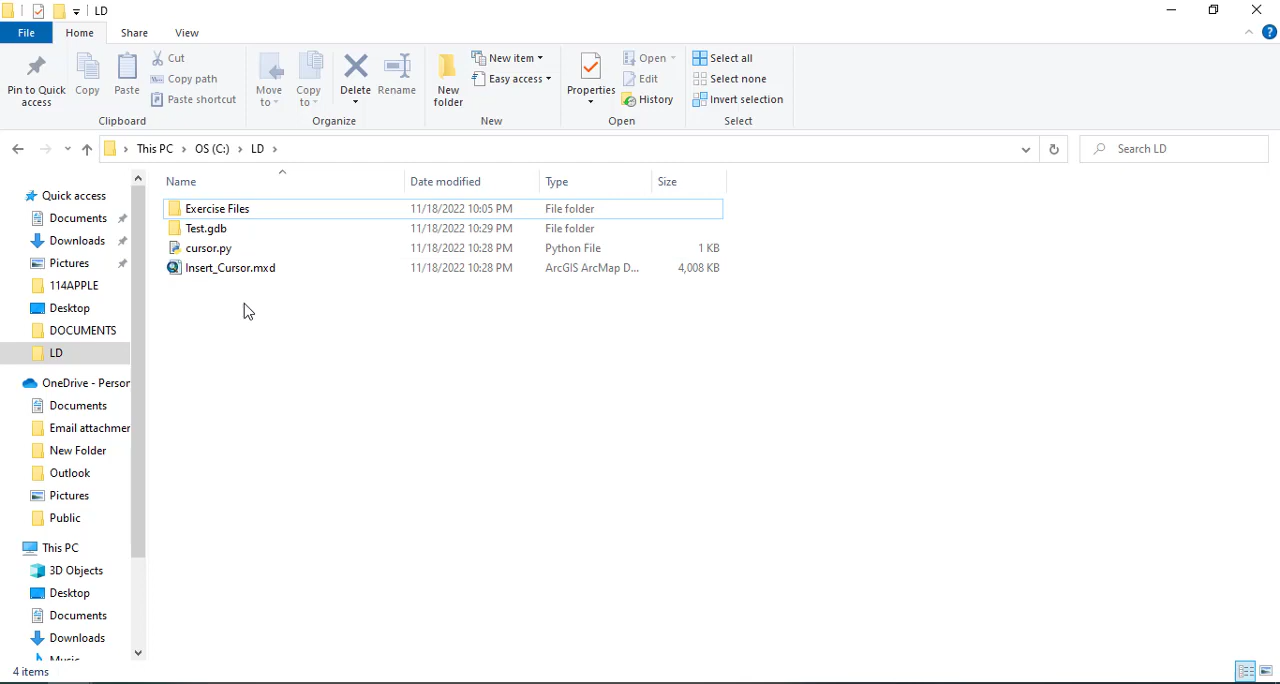 LD
File Home Share View
Pin to Quick access
Copy
Paste
Cut
Copy path
Paste shortcut
Clipboard
Move to
Copy to
Delete
Rename
Organize
New folder
New item
Easy access
New
Properties
Open
Edit
History
Open
Select all
Select none
Invert selection
Select
This PC › OS (C:) › LD ›
Search LD
Quick access
Documents
Downloads
Pictures
114APPLE
Desktop
DOCUMENTS
LD
OneDrive - Person
Documents
Email attachmen
New Folder
Outlook
Pictures
Public
This PC
3D Objects
Desktop
Documents
Downloads
Music
Name Date modified Type Size
Exercise Files 11/18/2022 10:05 PM File folder
Test.gdb 11/18/2022 10:29 PM File folder
cursor.py 11/18/2022 10:28 PM Python File 1 KB
Insert_Cursor.mxd 11/18/2022 10:28 PM ArcGIS ArcMap D... 4,008 KB
4 items